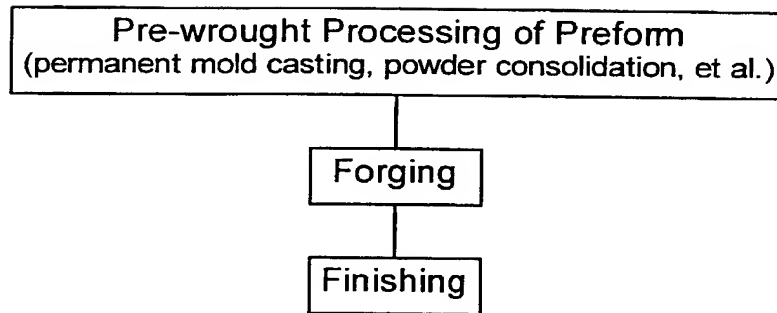 Pre-wrought Processing of Preform
(permanent mold casting, powder consolidation, et al.)
Forging
Finishing